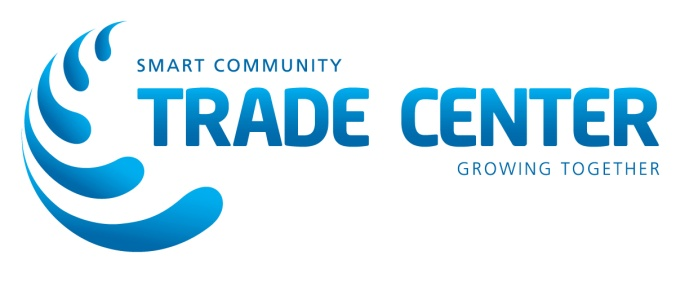 SMART COMMUNITY
TRADE CENTER
GROWING TOGETHER